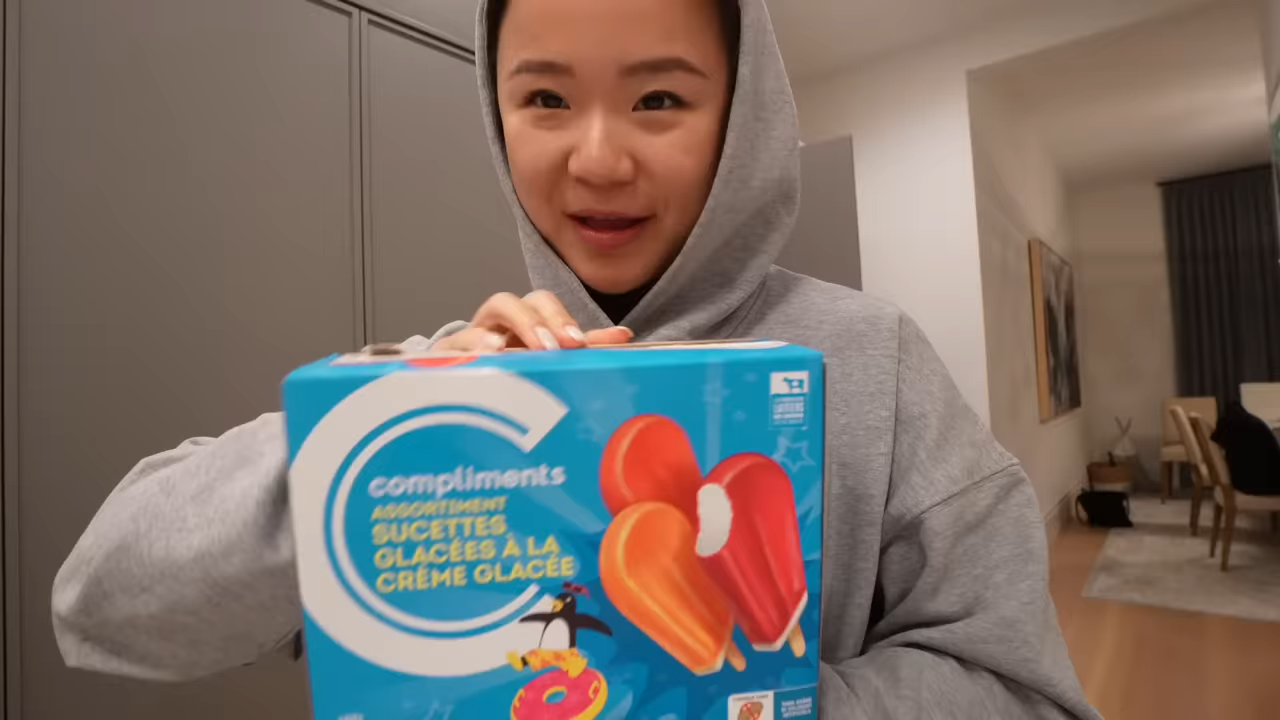 compliments
ASSORTIMENT
SUCETTES
GLACÉES À LA
CRÈME GLACÉE